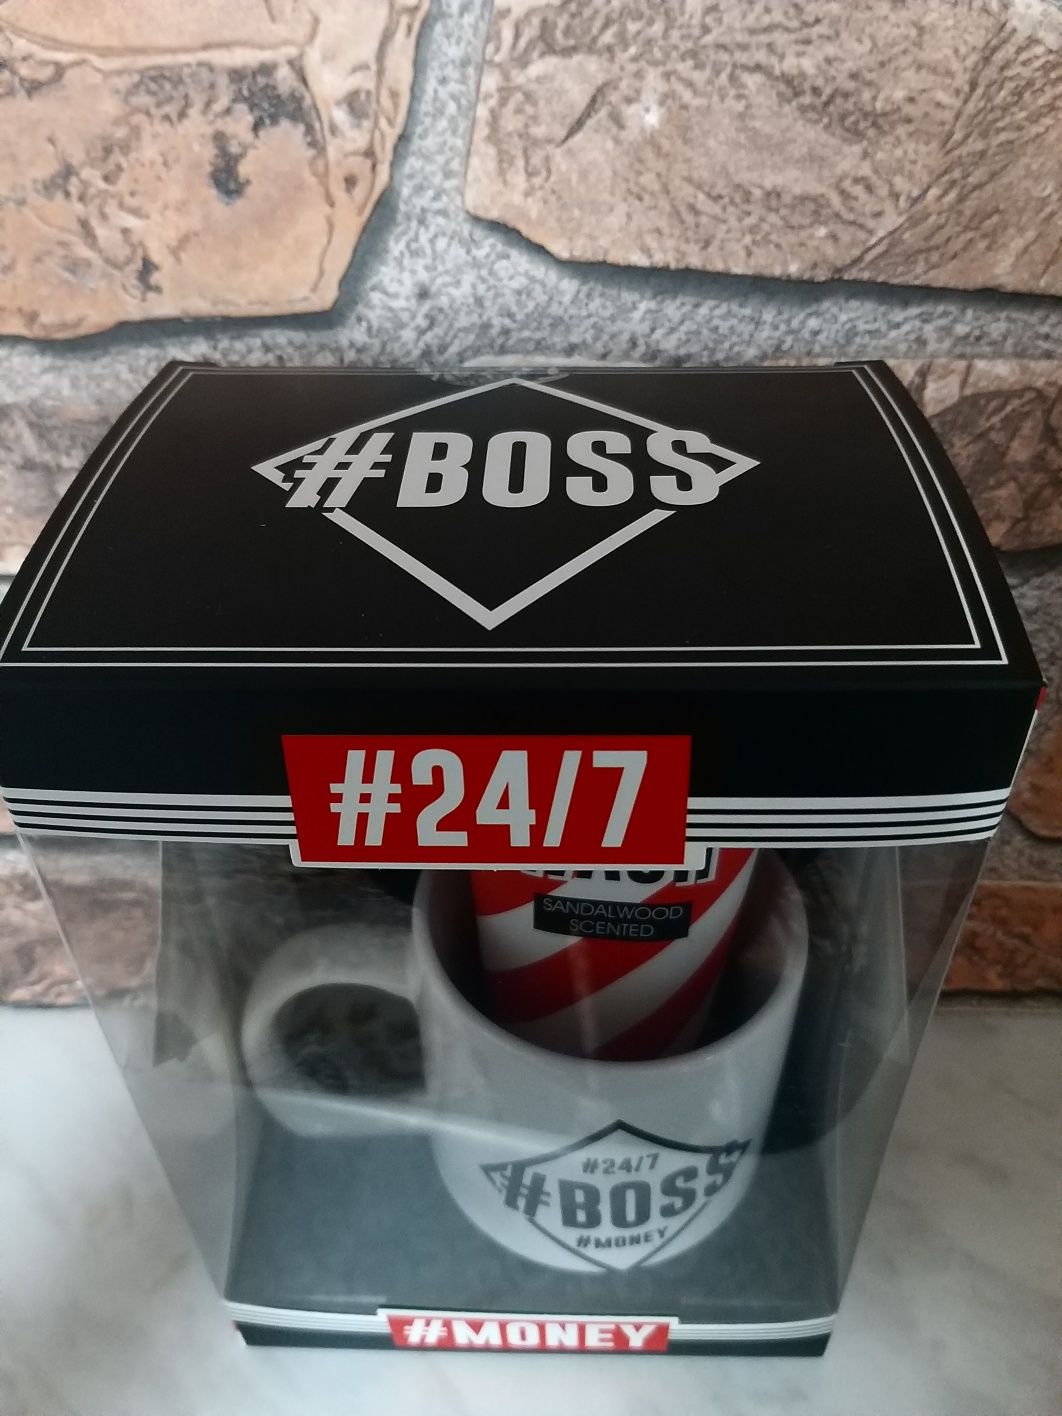 #BOSS
#24/7
SANDALWOOD
SCENTED
#24/7
#BOSS
#MONEY
#MONEY